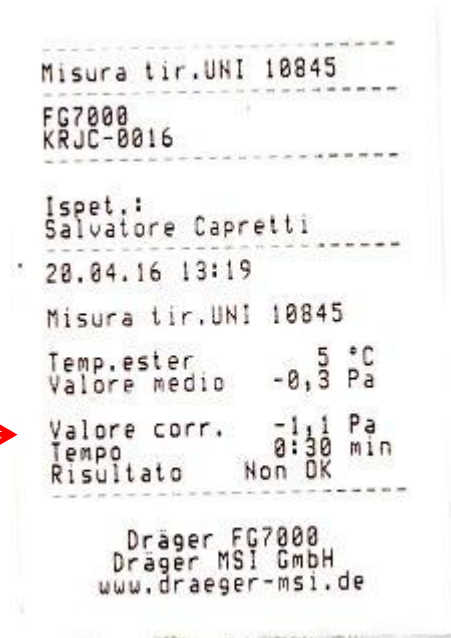 Misura tir.UNI 10845
FG7000
KRJC-0016
Ispet.:
Salvatore Capretti
20.04.16 13:19
Misura tir.UNI 10845
Temp.ester 5 °C
Valore medio -0,3 Pa
Valore corr. -1,1 Pa
Tempo 0:30 min
Risultato Non OK
Dräger FG7000
Dräger MSI GmbH
www.draeger-msi.de